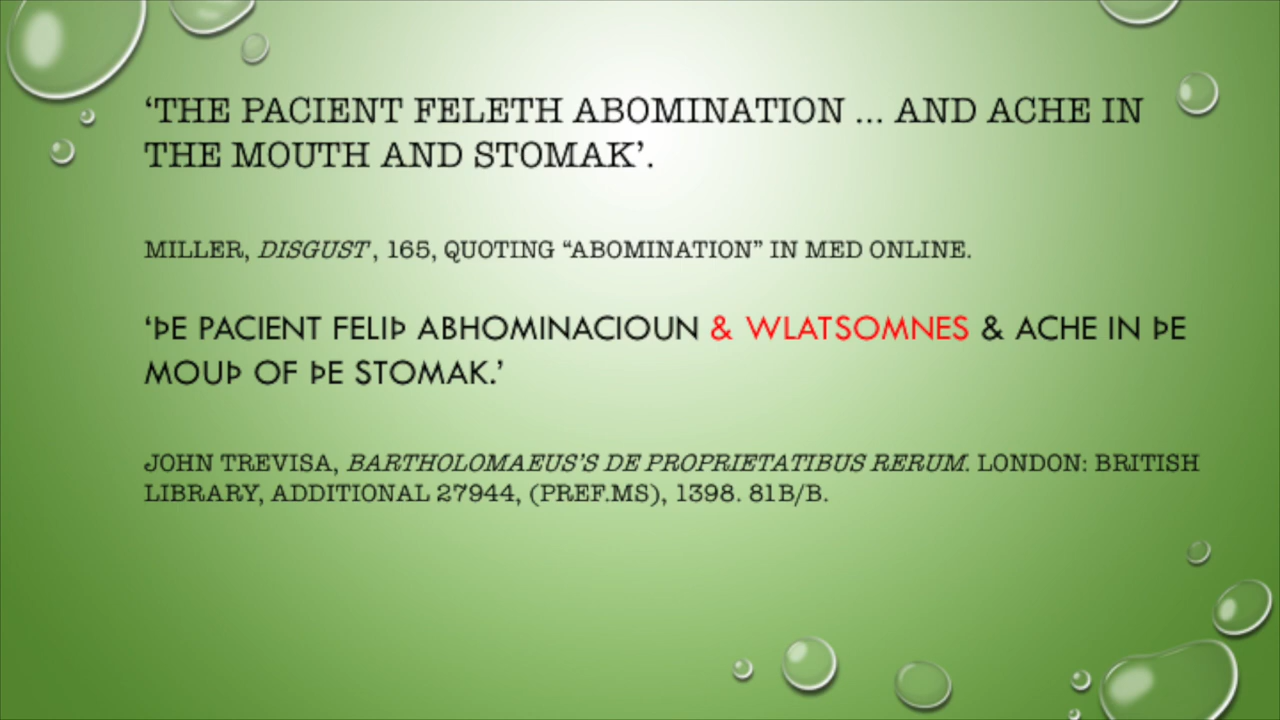 ‘THE PACIENT FELETH ABOMINATION ... AND ACHE IN
THE MOUTH AND STOMAK’.
MILLER, DISGUST, 165, QUOTING “ABOMINATION” IN MED ONLINE.
‘ÞE PACIENT FELIÞ ABHOMINACIOUN & WLATSOMNES & ACHE IN ÞE
MOUÞ OF ÞE STOMAK.’
JOHN TREVISA, BARTHOLOMAEUS’S DE PROPRIETATIBUS RERUM. LONDON: BRITISH
LIBRARY, ADDITIONAL 27944, (PREF.MS), 1398. 81B/B.